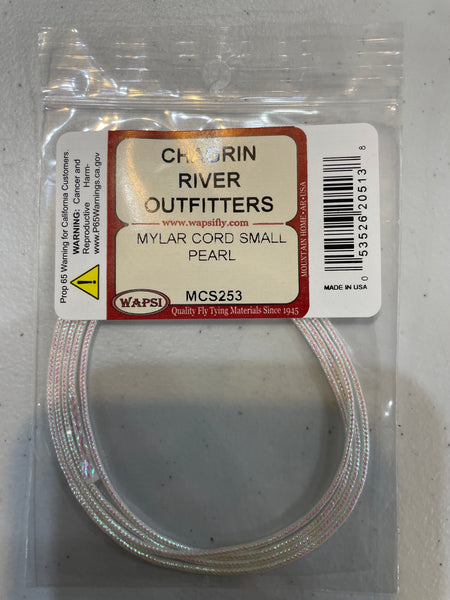 CHAGRIN
RIVER
OUTFITTERS
www.wapsifly.com
MYLAR CORD SMALL
PEARL
MCS253
WAPSI
Quality Fly Tying Materials Since 1945
Prop 65 Warning for California Customers.
WARNING: Cancer and
Reproductive Harm-
www.P65Warnings.ca.gov
MOUNTAIN HOME • AR • USA
0 53526 20513 8
MADE IN USA